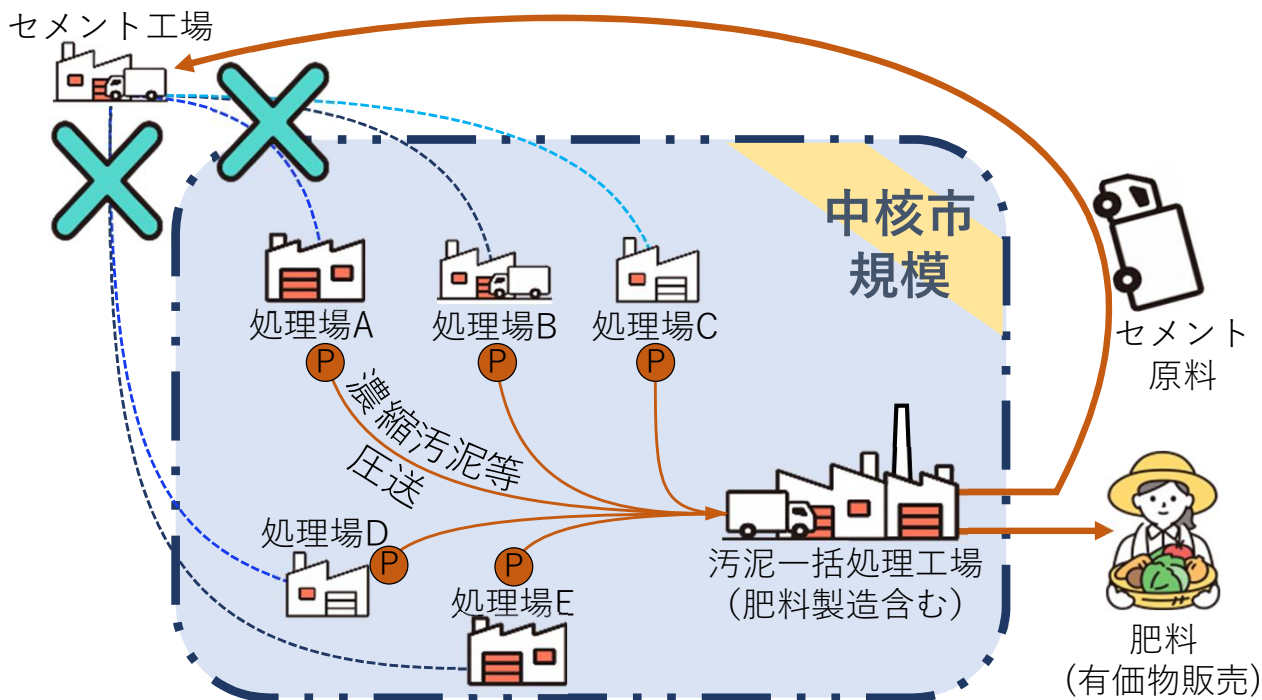 セメント工場
中核市
規模
処理場A
処理場B
処理場C
P
P
P
濃縮汚泥等
圧送
セメント
原料
処理場D
P
P
処理場E
汚泥一括処理工場
(肥料製造含む)
肥料
(有価物販売)